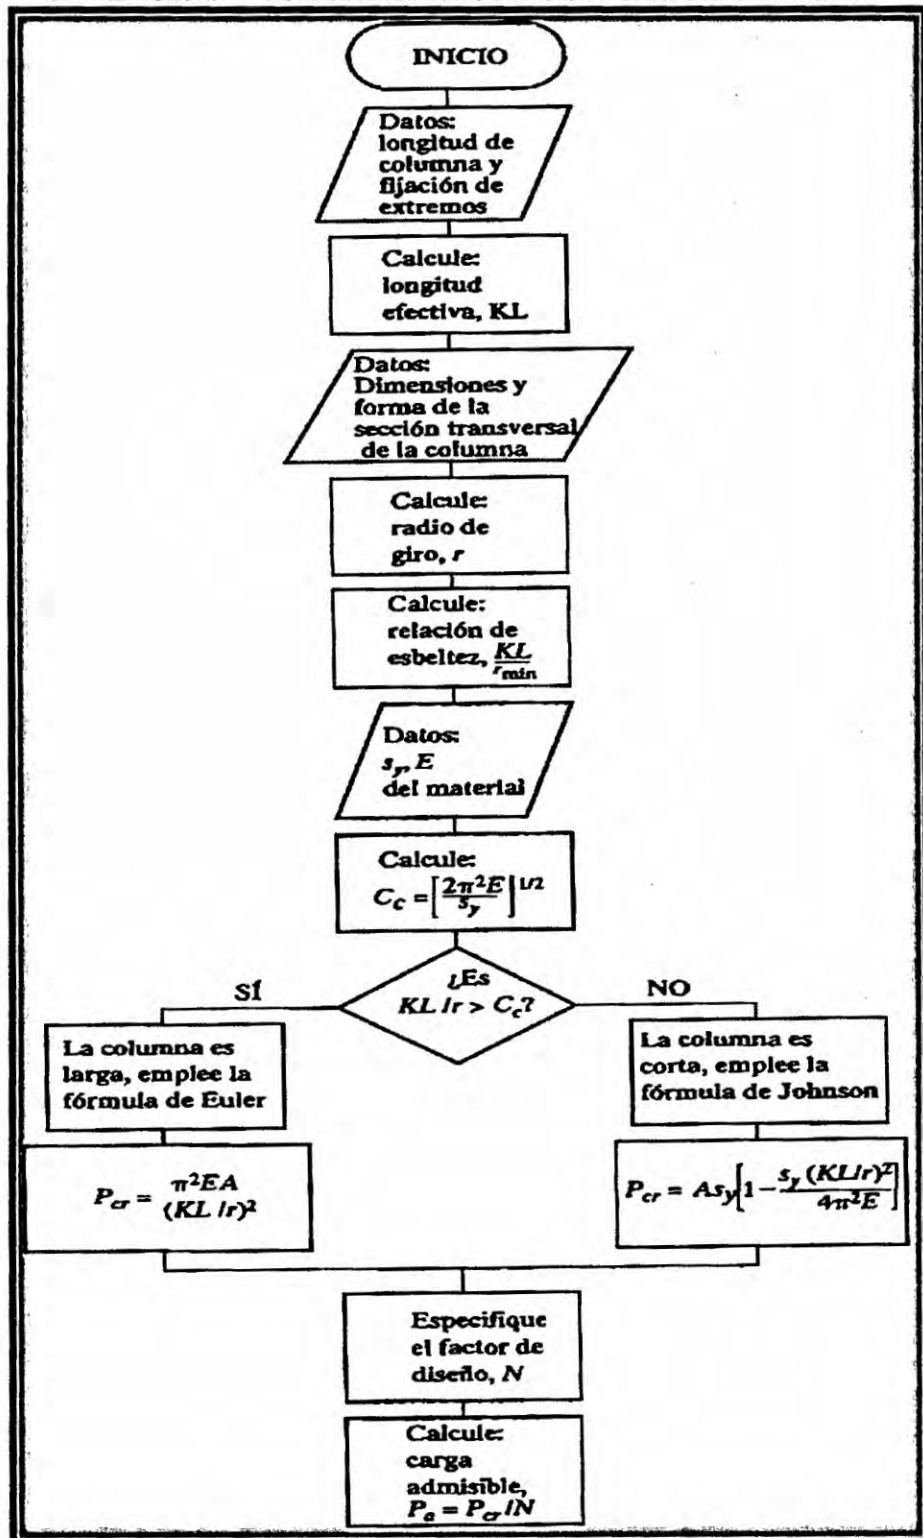 INICIO
Datos:
longitud de
columna y
fijación de
extremos
Calcule:
longitud
efectiva, KL
Datos:
Dimensiones y
forma de la
sección transversal
de la columna
Calcule:
radio de
giro, r
Calcule:
relación de
esbeltez, KL/r_min
Datos:
s_y, E
del material
Calcule:
C_c = [2π²E/s_y]^1/2
¿Es
KL/r > C_c?
SÍ
NO
La columna es
larga, emplee la
fórmula de Euler
La columna es
corta, emplee la
fórmula de Johnson
P_cr = π²EA/(KL/r)²
P_cr = As_y[1 - s_y(KL/r)²/4π²E]
Especifique
el factor de
diseño, N
Calcule:
carga
admisible,
P_a = P_cr/N